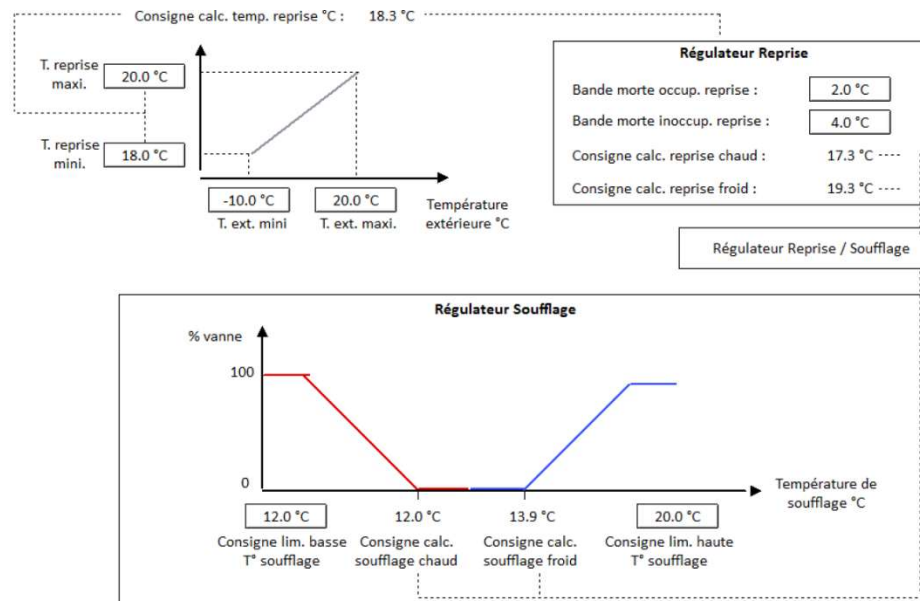 Consigne calc. temp. reprise °C : 18.3 °C
T. reprise
maxi.
20.0 °C
T. reprise
mini.
18.0 °C
-10.0 °C
20.0 °C
T. ext. mini
T. ext. maxi.
Température
extérieure °C
Régulateur Reprise
Bande morte occup. reprise : 2.0 °C
Bande morte inoccup. reprise : 4.0 °C
Consigne calc. reprise chaud : 17.3 °C
Consigne calc. reprise froid : 19.3 °C
Régulateur Reprise / Soufflage
Régulateur Soufflage
% vanne
100
0
Température de
soufflage °C
12.0 °C
Consigne lim. basse
T° soufflage
12.0 °C
Consigne calc.
soufflage chaud
13.9 °C
Consigne calc.
soufflage froid
20.0 °C
Consigne lim. haute
T° soufflage